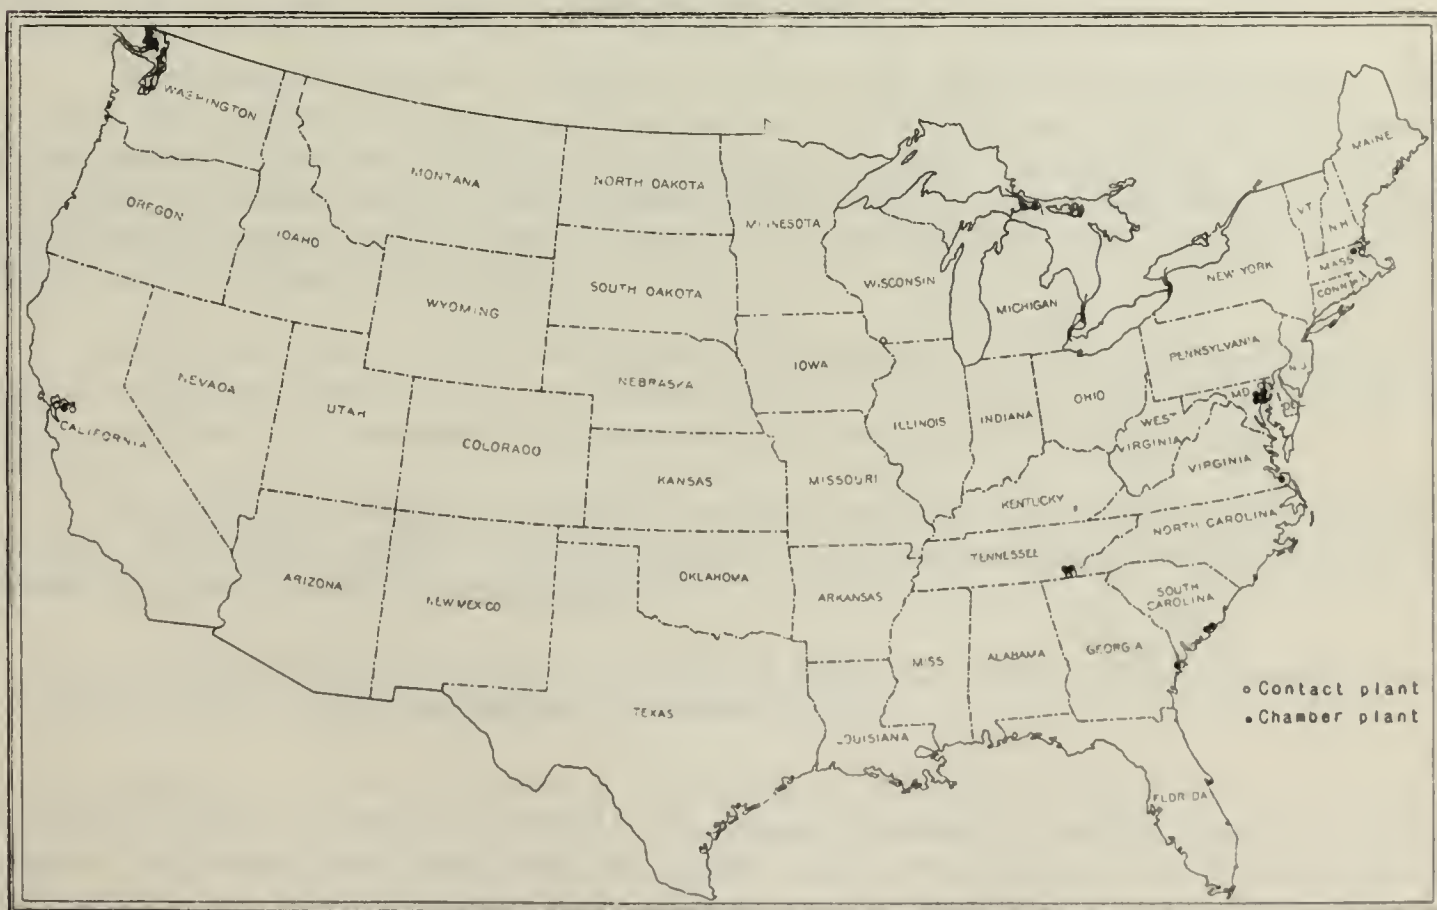 WASHINGTON
MAINE
MONTANA
NORTH DAKOTA
VT
OREGON
MINNESOTA
N.H.
IDAHO
MASS
NEW YORK
WISCONSIN
SOUTH DAKOTA
CONN
WYOMING
MICHIGAN
PENNSYLVANIA
IOWA
N.J.
NEVADA
NEBRASKA
OHIO
MD
UTAH
WEST
VIRGINIA
ILLINOIS
INDIANA
CALIFORNIA
COLORADO
VIRGINIA
KANSAS
MISSOURI
KENTUCKY
NORTH CAROLINA
TENNESSEE
ARIZONA
OKLAHOMA
SOUTH
CAROLINA
NEW MEXICO
ARKANSAS
GEORGIA
MISS
ALABAMA
Contact plant
TEXAS
Chamber plant
LOUISIANA
FLORIDA